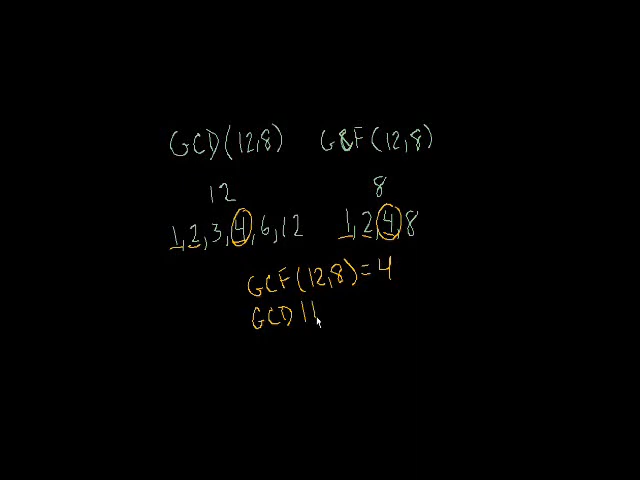 GCD(12,8) GCF(12,8)
12 8
1,2,3,4,6,12 1,2,4,8
GCF(12,8)=4
GCD ||